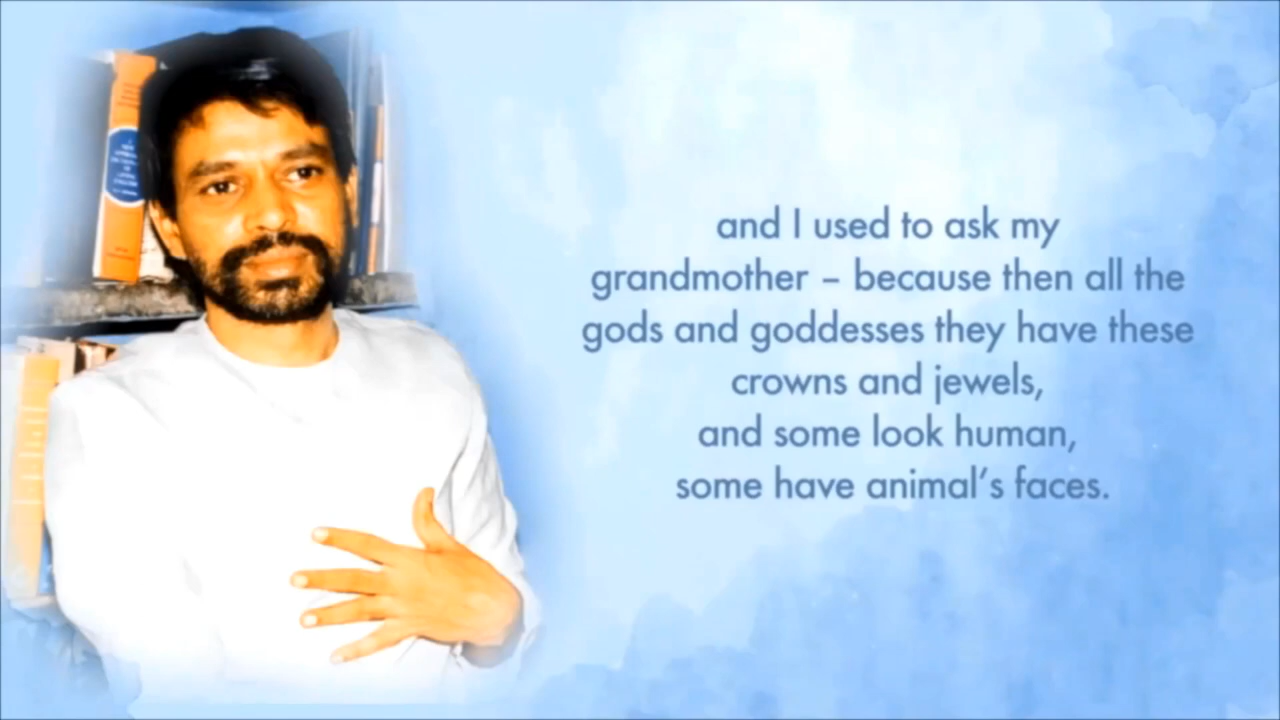 and I used to ask my
grandmother – because then all the
gods and goddesses they have these
crowns and jewels,
and some look human,
some have animal’s faces.